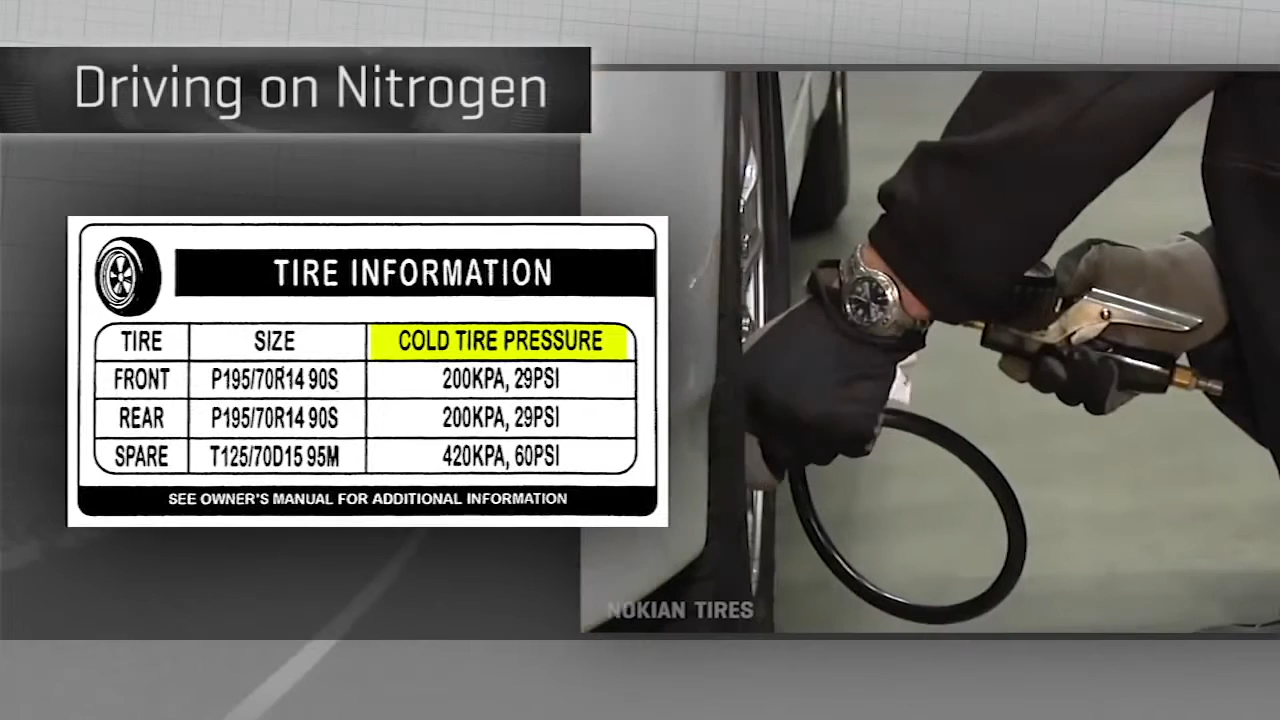 Driving on Nitrogen
TIRE INFORMATION
TIRE SIZE COLD TIRE PRESSURE
FRONT P195/70R14 90S 200KPA, 29PSI
REAR P195/70R14 90S 200KPA, 29PSI
SPARE T125/70D15 95M 420KPA, 60PSI
SEE OWNER'S MANUAL FOR ADDITIONAL INFORMATION
NOKIAN TIRES